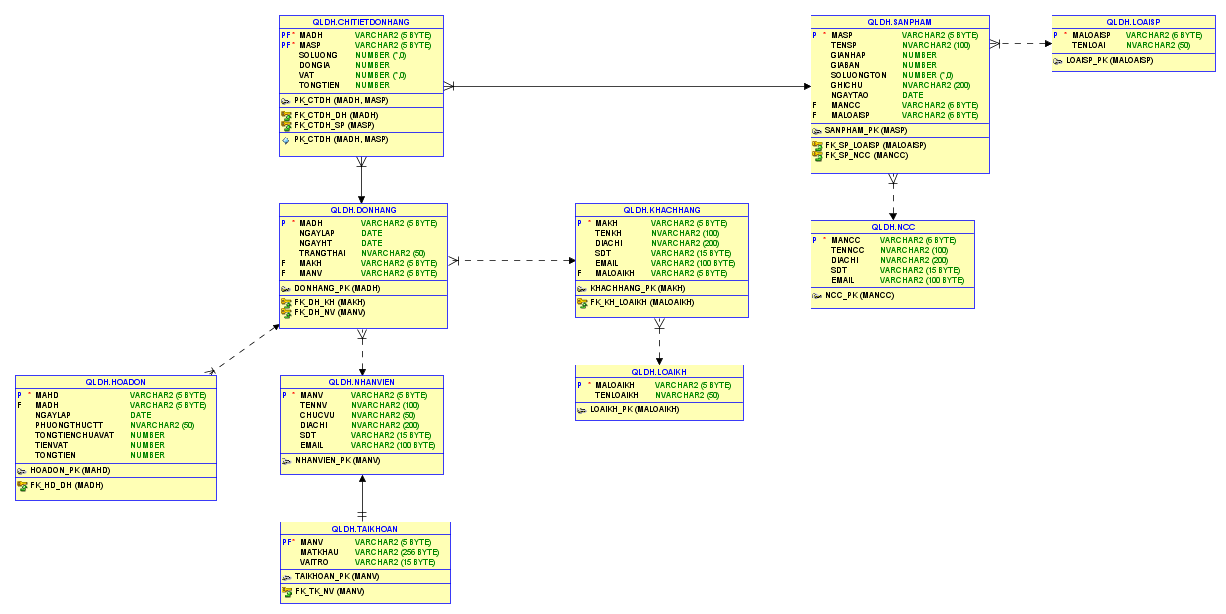 QLDH.CHITIETDONHANG
PF* MADH VARCHAR2 (5 BYTE)
PF* MASP VARCHAR2 (5 BYTE)
SOLUONG NUMBER (*,0)
DONGIA NUMBER
VAT NUMBER (*,0)
TONGTIEN NUMBER
PK_CTDH (MADH, MASP)
FK_CTDH_DH (MADH)
FK_CTDH_SP (MASP)
PK_CTDH (MADH, MASP)
QLDH.SANPHAM
P * MASP VARCHAR2 (5 BYTE)
TENSP NVARCHAR2 (100)
GIANHAP NUMBER
GIABAN NUMBER
SOLUONGTON NUMBER (*,0)
GHICHU NVARCHAR2 (200)
NGAYTAO DATE
F MANCC VARCHAR2 (6 BYTE)
F MALOAISP VARCHAR2 (6 BYTE)
SANPHAM_PK (MASP)
FK_SP_LOAISP (MALOAISP)
FK_SP_NCC (MANCC)
QLDH.LOAISP
P * MALOAISP VARCHAR2 (6 BYTE)
TENLOAI NVARCHAR2 (50)
LOAISP_PK (MALOAISP)
QLDH.DONHANG
P * MADH VARCHAR2 (5 BYTE)
NGAYLAP DATE
NGAYHT DATE
TRANGTHAI NVARCHAR2 (50)
F MAKH VARCHAR2 (5 BYTE)
F MANV VARCHAR2 (5 BYTE)
DONHANG_PK (MADH)
FK_DH_KH (MAKH)
FK_DH_NV (MANV)
QLDH.KHACHHANG
P * MAKH VARCHAR2 (5 BYTE)
TENKH NVARCHAR2 (100)
DIACHI NVARCHAR2 (200)
SDT VARCHAR2 (15 BYTE)
EMAIL VARCHAR2 (100 BYTE)
F MALOAIKH VARCHAR2 (5 BYTE)
KHACHHANG_PK (MAKH)
FK_KH_LOAIKH (MALOAIKH)
QLDH.NCC
P * MANCC VARCHAR2 (6 BYTE)
TENNCC NVARCHAR2 (100)
DIACHI NVARCHAR2 (200)
SDT VARCHAR2 (15 BYTE)
EMAIL VARCHAR2 (100 BYTE)
NCC_PK (MANCC)
QLDH.HOADON
P * MAHD VARCHAR2 (5 BYTE)
F MADH VARCHAR2 (5 BYTE)
NGAYLAP DATE
PHUONGTHUCTT NVARCHAR2 (50)
TONGTIENCHUAVAT NUMBER
TIENVAT NUMBER
TONGTIEN NUMBER
HOADON_PK (MAHD)
FK_HD_DH (MADH)
QLDH.NHANVIEN
P * MANV VARCHAR2 (5 BYTE)
TENNV NVARCHAR2 (100)
CHUCVU NVARCHAR2 (50)
DIACHI NVARCHAR2 (200)
SDT VARCHAR2 (15 BYTE)
EMAIL VARCHAR2 (100 BYTE)
NHANVIEN_PK (MANV)
QLDH.LOAIKH
P * MALOAIKH VARCHAR2 (5 BYTE)
TENLOAIKH NVARCHAR2 (50)
LOAIKH_PK (MALOAIKH)
QLDH.TAIKHOAN
PF* MANV VARCHAR2 (5 BYTE)
MATKHAU VARCHAR2 (256 BYTE)
VAITRO VARCHAR2 (15 BYTE)
TAIKHOAN_PK (MANV)
FK_TK_NV (MANV)